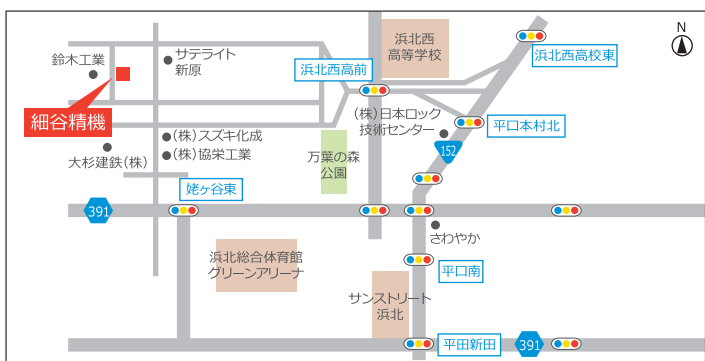 浜北西
高等学校
N
鈴木工業
サテライト
新原
浜北西高前
浜北西高校東
細谷精機
(株)日本ロック
技術センター
平口本村北
(株)スズキ化成
(株)協栄工業
大杉建鉄(株)
万葉の森
公園
152
姥ヶ谷東
391
さわやか
浜北総合体育館
グリーンアリーナ
平口南
サンストリート
浜北
平田新田
391